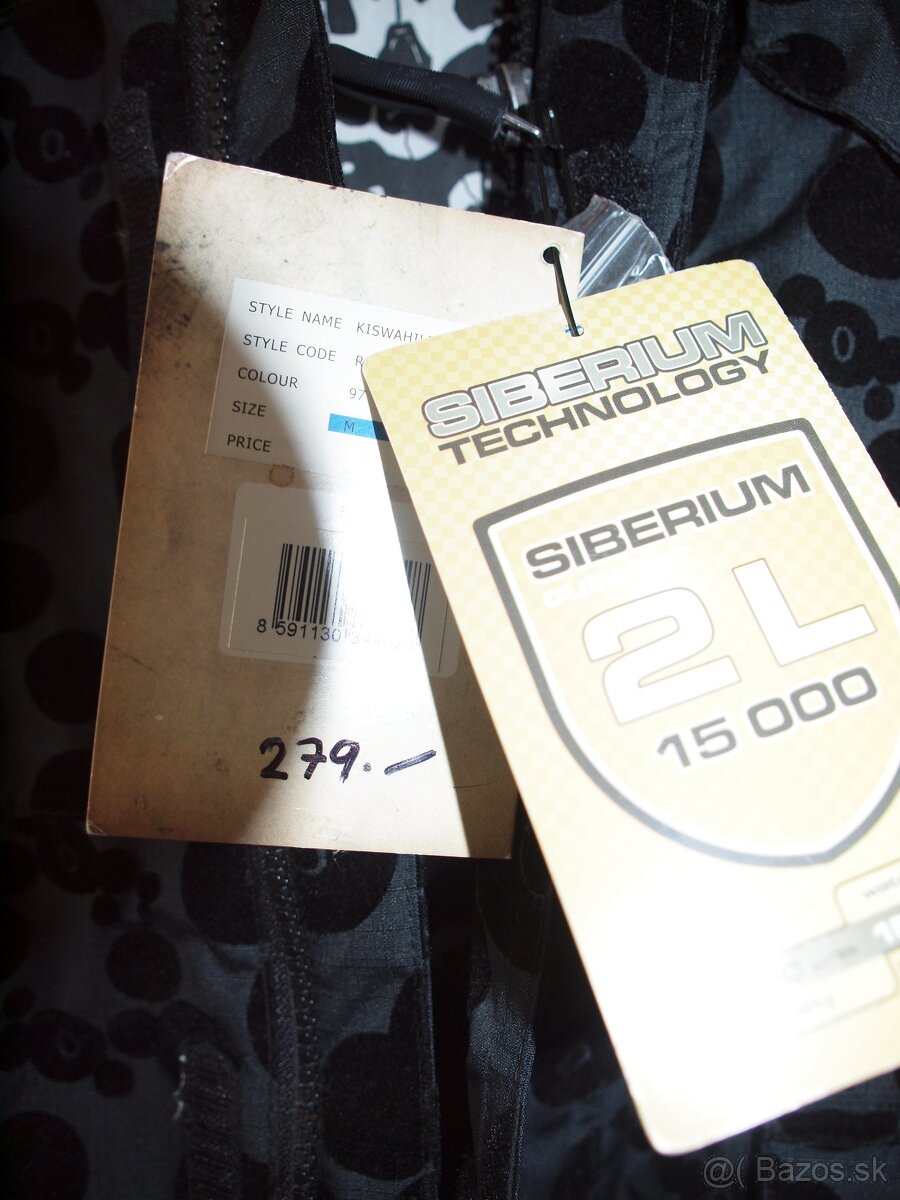 STYLE NAME KISWAHILI
STYLE CODE R
COLOUR 97
SIZE M
PRICE
8 591130
279.-
SIBERIUM
TECHNOLOGY
SIBERIUM
2L
15 000
@( Bazos.sk